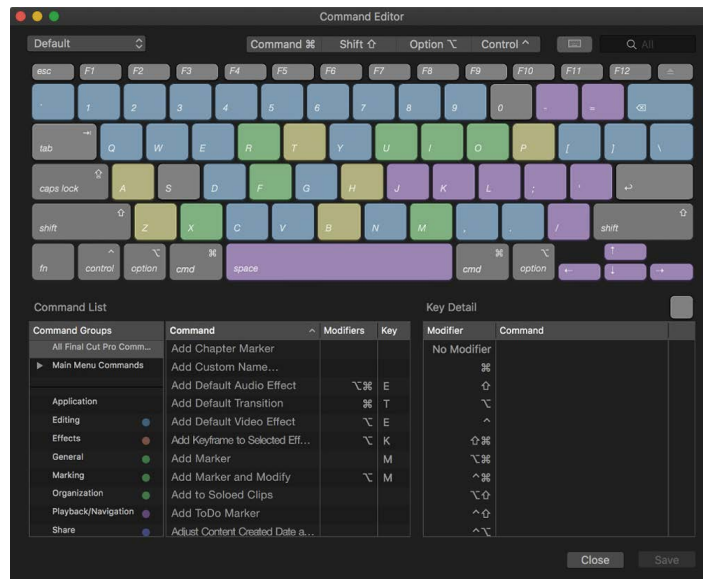 Command Editor
Default Command ⌘ Shift ⇧ Option ⌥ Control ^ All
esc F1 F2 F3 F4 F5 F6 F7 F8 F9 F10 F11 F12
` 1 2 3 4 5 6 7 8 9 0 - = ⌫
tab Q W E R T Y U I O P [ ] \
caps lock A S D F G H J K L ; '
shift Z X C V B N M , . / shift
fn control option cmd space cmd option ← ↑ ↓ →
Command List Key Detail
Command Groups Command Modifiers Key Modifier Command
All Final Cut Pro Comm... Add Chapter Marker No Modifier
Main Menu Commands Add Custom Name... ⌘
Add Default Audio Effect ⌥⌘ E ⇧
Application Add Default Transition ⌘ T ⌥
Editing Add Default Video Effect ⌥ E ^
Effects Add Keyframe to Selected Eff... ⌥ K ⇧⌘
General Add Marker M ⌥⌘
Marking Add Marker and Modify ⌥ M ^⌘
Organization Add to Soloed Clips ⌥⇧
Playback/Navigation Add ToDo Marker ^⇧
Share Adjust Content Created Date a... ^⌥
Close Save